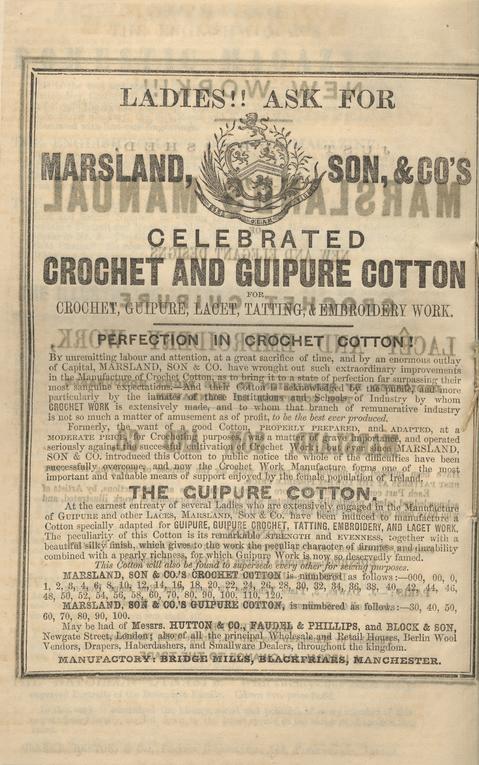 LADIES!! ASK FOR
MARSLAND, SON, & CO'S
CELEBRATED
CROCHET AND GUIPURE COTTON
FOR
CROCHET, GUIPURE, LACET, TATTING, & EMBROIDERY WORK.
PERFECTION IN CROCHET COTTON!
By unremitting labour and attention, at a great sacrifice of time, and by an enormous outlay
of Capital, MARSLAND, SON & CO. have wrought out such extraordinary improvements
in the Manufacture of Crochet Cotton, as to bring it to a state of perfection far surpassing their
most sanguine expectations.—And their Cotton is acknowledged by the public, and more
particularly by the inmates of those Institutions and Schools of Industry by whom
CROCHET WORK is extensively made, and to whom that branch of remunerative industry
is not so much a matter of amusement as of profit, to be the best ever produced.
Formerly, the want of a good Cotton, PROPERLY PREPARED, and ADAPTED, at a
MODERATE PRICE, for Crochet purposes, was a matter of great importance, and operated
seriously against the successful cultivation of Crochet Work; but since MARSLAND,
SON & CO. introduced this Cotton to public notice the whole of the difficulties have been
successfully overcome, and now the Crochet Work Manufacture forms one of the most
important and valuable means of support enjoyed by the female population of Ireland.
THE GUIPURE COTTON.
At the earnest entreaty of several Ladies who are extensively engaged in the Manufacture
of GUIPURE and other LACES, MARSLAND, SON & Co. have been induced to manufacture a
Cotton specially adapted for GUIPURE, GUIPURE CROCHET, TATTING, EMBROIDERY, AND LACET WORK.
The peculiarity of this Cotton is its remarkable STRENGTH and EVENNESS, together with a
beautiful silky finish, which gives to the work the peculiar character of firmness and durability
combined with a pearly richness, for which Guipure Work is now so deservedly famed.
This Cotton will also be found to supersede every other for sewing purposes.
MARSLAND, SON & CO.'S CROCHET COTTON is numbered as follows:—000, 00, 0,
1, 2, 3, 4, 6, 8, 10, 12, 14, 16, 18, 20, 22, 24, 26, 28, 30, 32, 34, 36, 38, 40, 42, 44, 46,
48, 50, 52, 54, 56, 58, 60, 70, 80, 90, 100, 110, 120.
MARSLAND, SON & CO.'S GUIPURE COTTON, is numbered as follows:—30, 40, 50,
60, 70, 80, 90, 100.
May be had of Messrs. HUTTON & CO., FAUDEL & PHILLIPS, and BLOCK & SON,
Newgate Street, London; also of all the principal Wholesale and Retail Houses, Berlin Wool
Vendors, Drapers, Haberdashers, and Smallware Dealers, throughout the kingdom.
MANUFACTORY: BRIDGE MILLS, BLACKFRIARS, MANCHESTER.